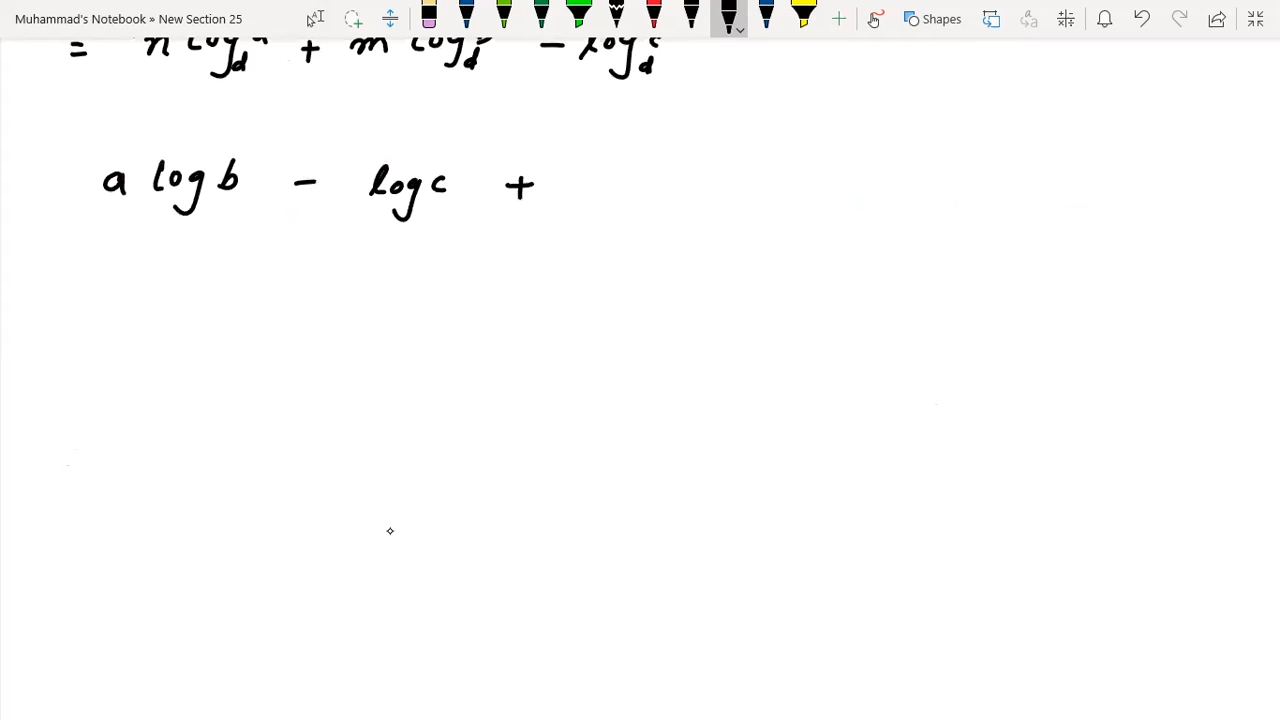 Muhammad's Notebook » New Section 25 Shapes
= n log_d a + m log_d b - log_d c
a log b - log c +